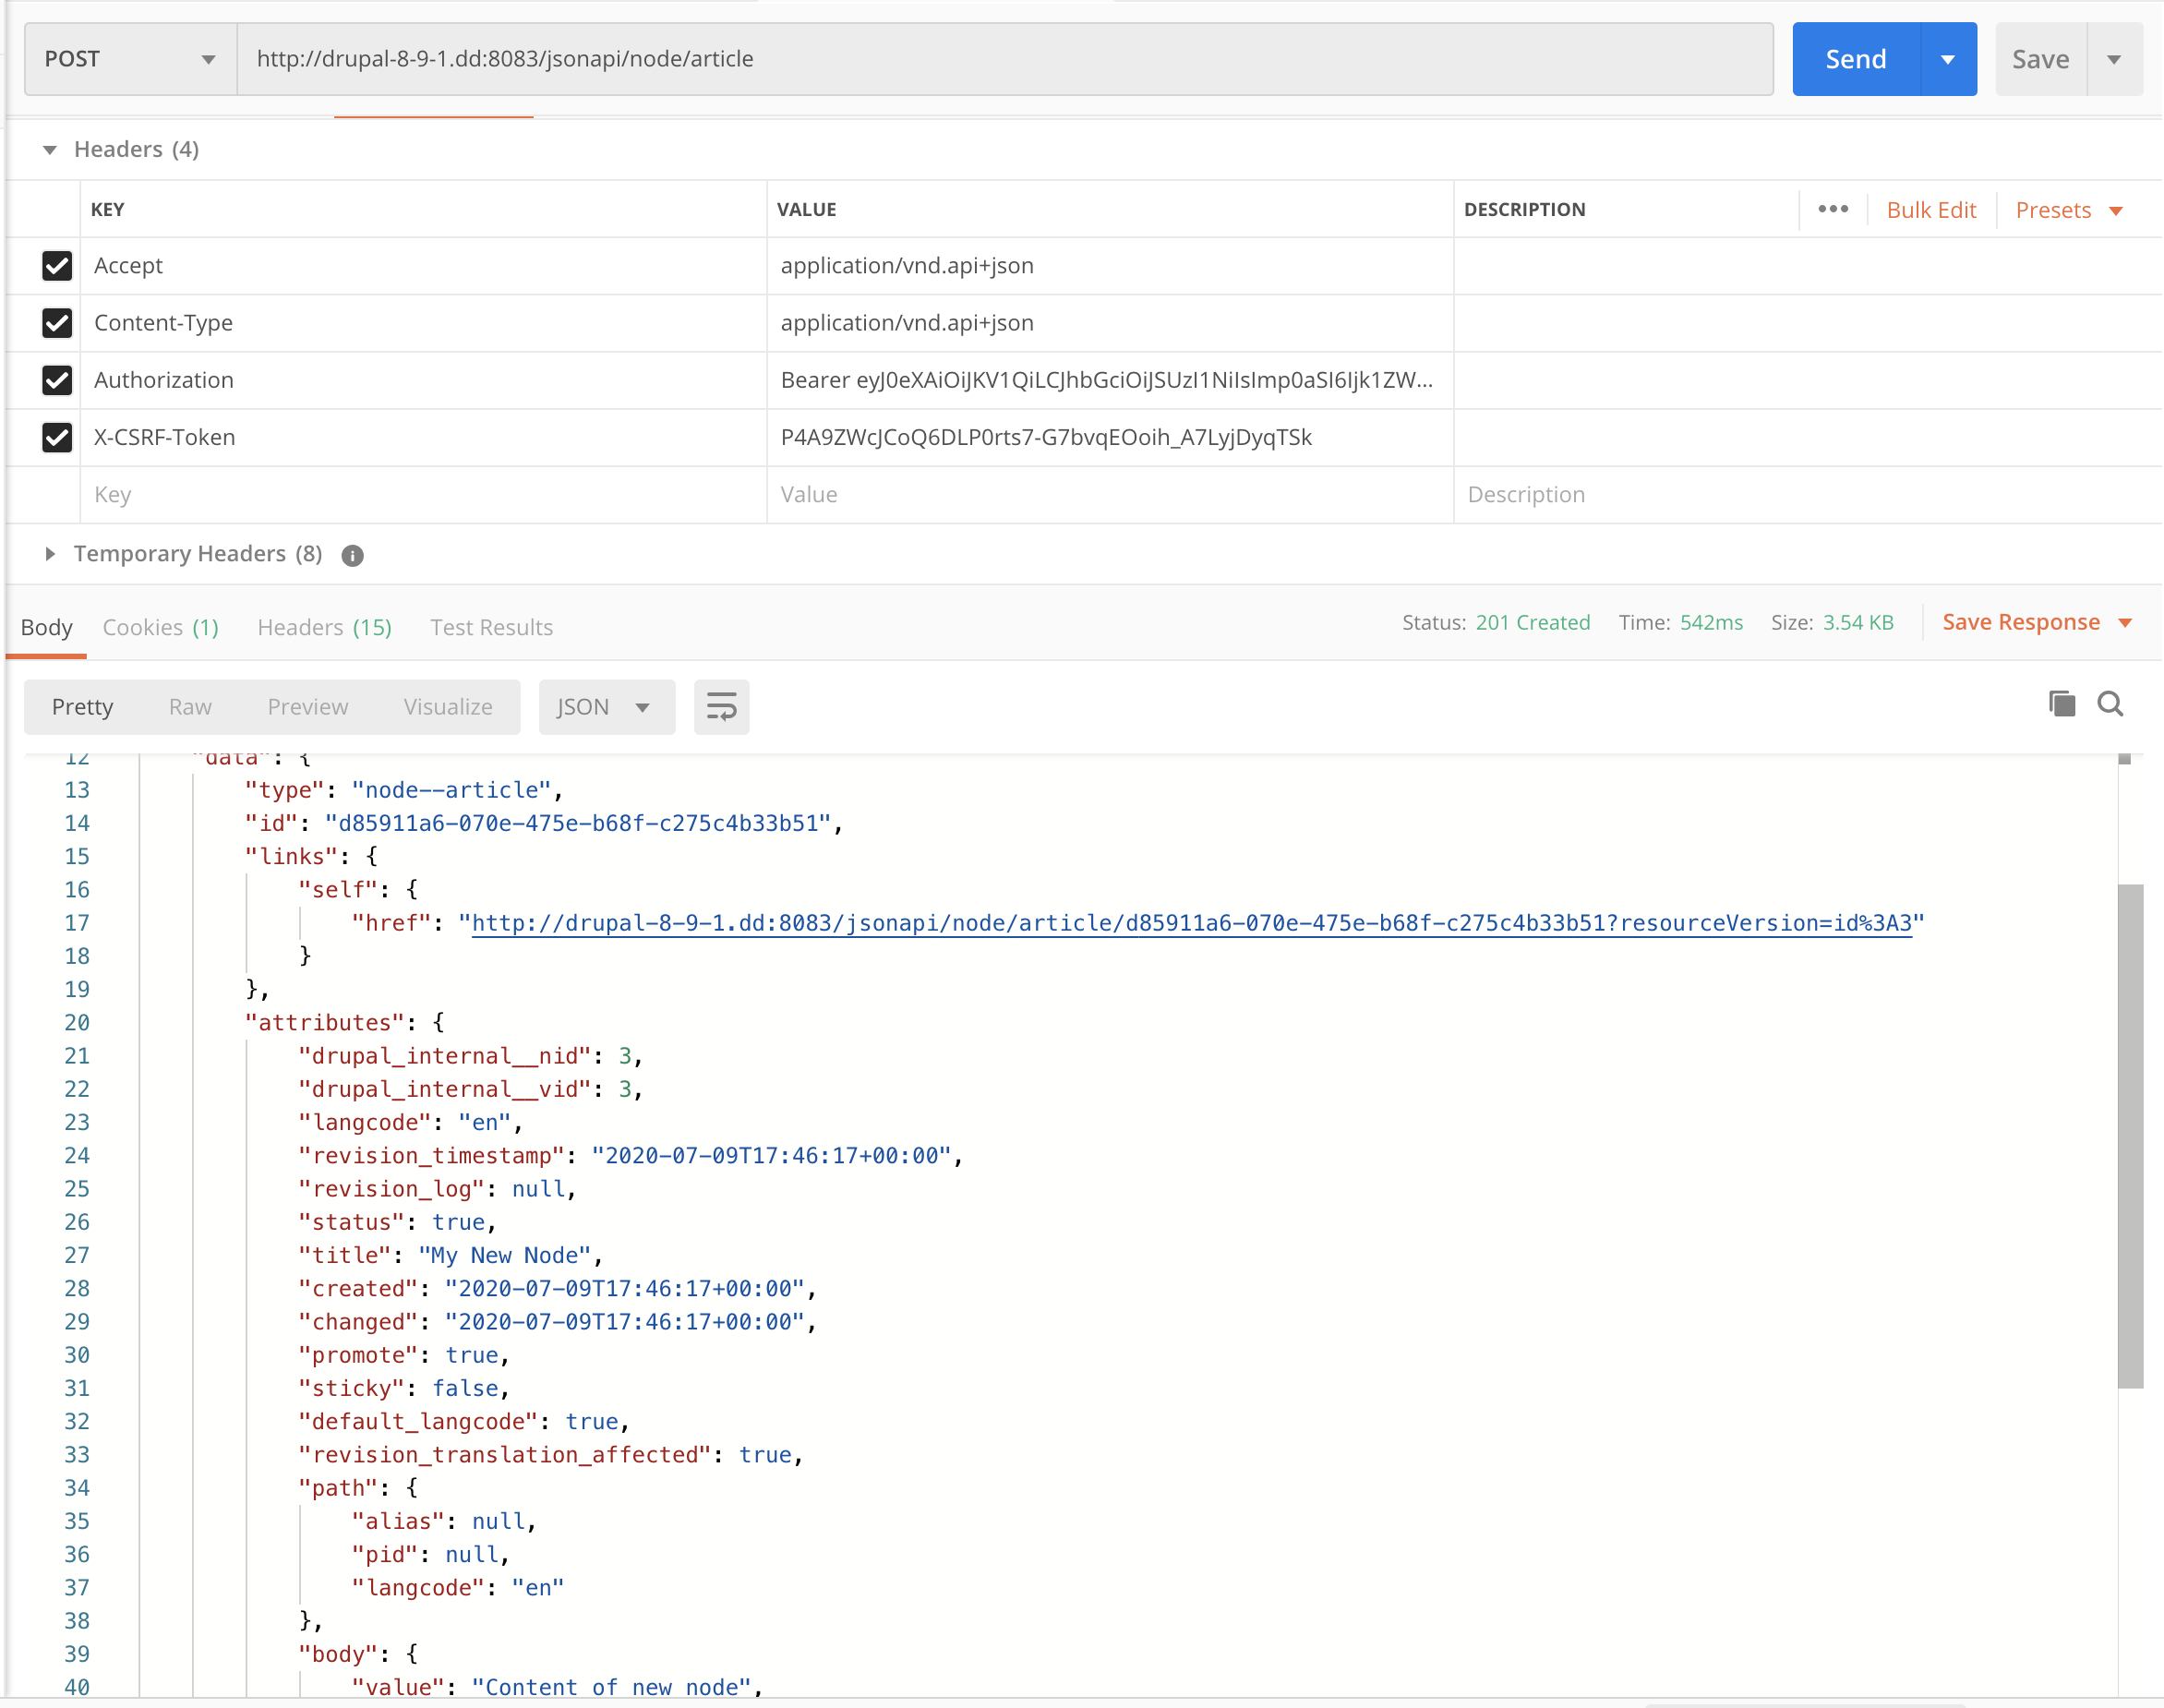 POST http://drupal-8-9-1.dd:8083/jsonapi/node/article Send Save
Headers (4)
KEY VALUE DESCRIPTION ••• Bulk Edit Presets
Accept application/vnd.api+json
Content-Type application/vnd.api+json
Authorization Bearer eyJ0eXAiOiJKV1QiLCJhbGciOiJSUzI1NiIsImp0aSI6Ijk1ZW...
X-CSRF-Token P4A9ZWcJCoQ6DLP0rts7-G7bvqEOoih_A7LyjDyqTSk
Key Value Description
Temporary Headers (8)
Body Cookies (1) Headers (15) Test Results Status: 201 Created Time: 542ms Size: 3.54 KB Save Response
Pretty Raw Preview Visualize JSON
12 "data": {
13 "type": "node--article",
14 "id": "d85911a6-070e-475e-b68f-c275c4b33b51",
15 "links": {
16 "self": {
17 "href": "http://drupal-8-9-1.dd:8083/jsonapi/node/article/d85911a6-070e-475e-b68f-c275c4b33b51?resourceVersion=id%3A3"
18 }
19 },
20 "attributes": {
21 "drupal_internal__nid": 3,
22 "drupal_internal__vid": 3,
23 "langcode": "en",
24 "revision_timestamp": "2020-07-09T17:46:17+00:00",
25 "revision_log": null,
26 "status": true,
27 "title": "My New Node",
28 "created": "2020-07-09T17:46:17+00:00",
29 "changed": "2020-07-09T17:46:17+00:00",
30 "promote": true,
31 "sticky": false,
32 "default_langcode": true,
33 "revision_translation_affected": true,
34 "path": {
35 "alias": null,
36 "pid": null,
37 "langcode": "en"
38 },
39 "body": {
40 "value": "Content of new node",